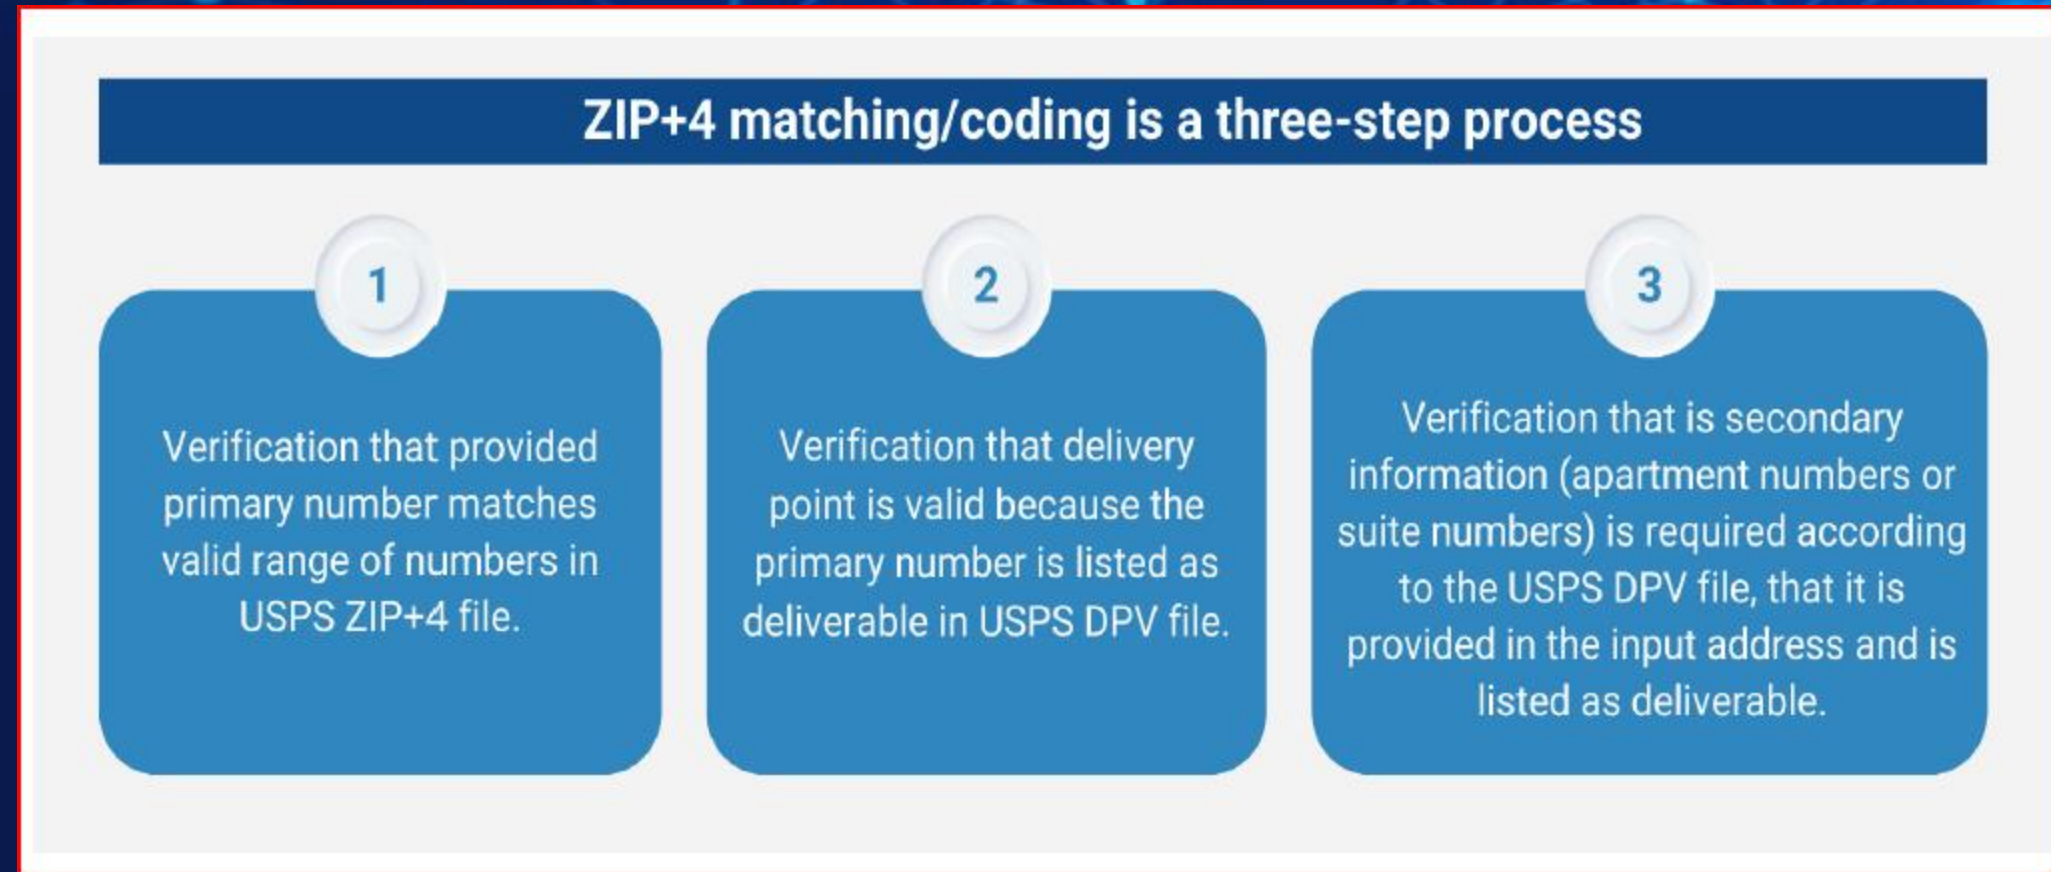 ZIP+4 matching/coding is a three-step process
1
Verification that provided
primary number matches
valid range of numbers in
USPS ZIP+4 file.
2
Verification that delivery
point is valid because the
primary number is listed as
deliverable in USPS DPV file.
3
Verification that is secondary
information (apartment numbers or
suite numbers) is required according
to the USPS DPV file, that it is
provided in the input address and is
listed as deliverable.